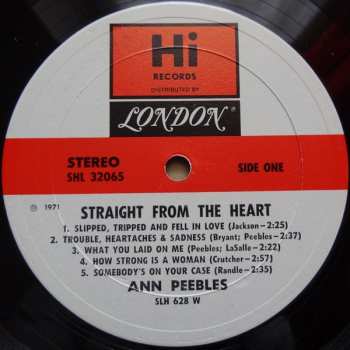 Hi
RECORDS
DISTRIBUTED BY
LONDON®
STEREO
SHL 32065
SIDE ONE
℗ 1971
STRAIGHT FROM THE HEART
1. SLIPPED, TRIPPED AND FELL IN LOVE (Jackson-2:25)
2. TROUBLE, HEARTACHES & SADNESS (Bryant; Peebles-2:37)
3. WHAT YOU LAID ON ME (Peebles; LaSalle-2:22)
4. HOW STRONG IS A WOMAN (Crutcher-2:57)
5. SOMEBODY'S ON YOUR CASE (Randle-2:35)
ANN PEEBLES
SLH 628 W